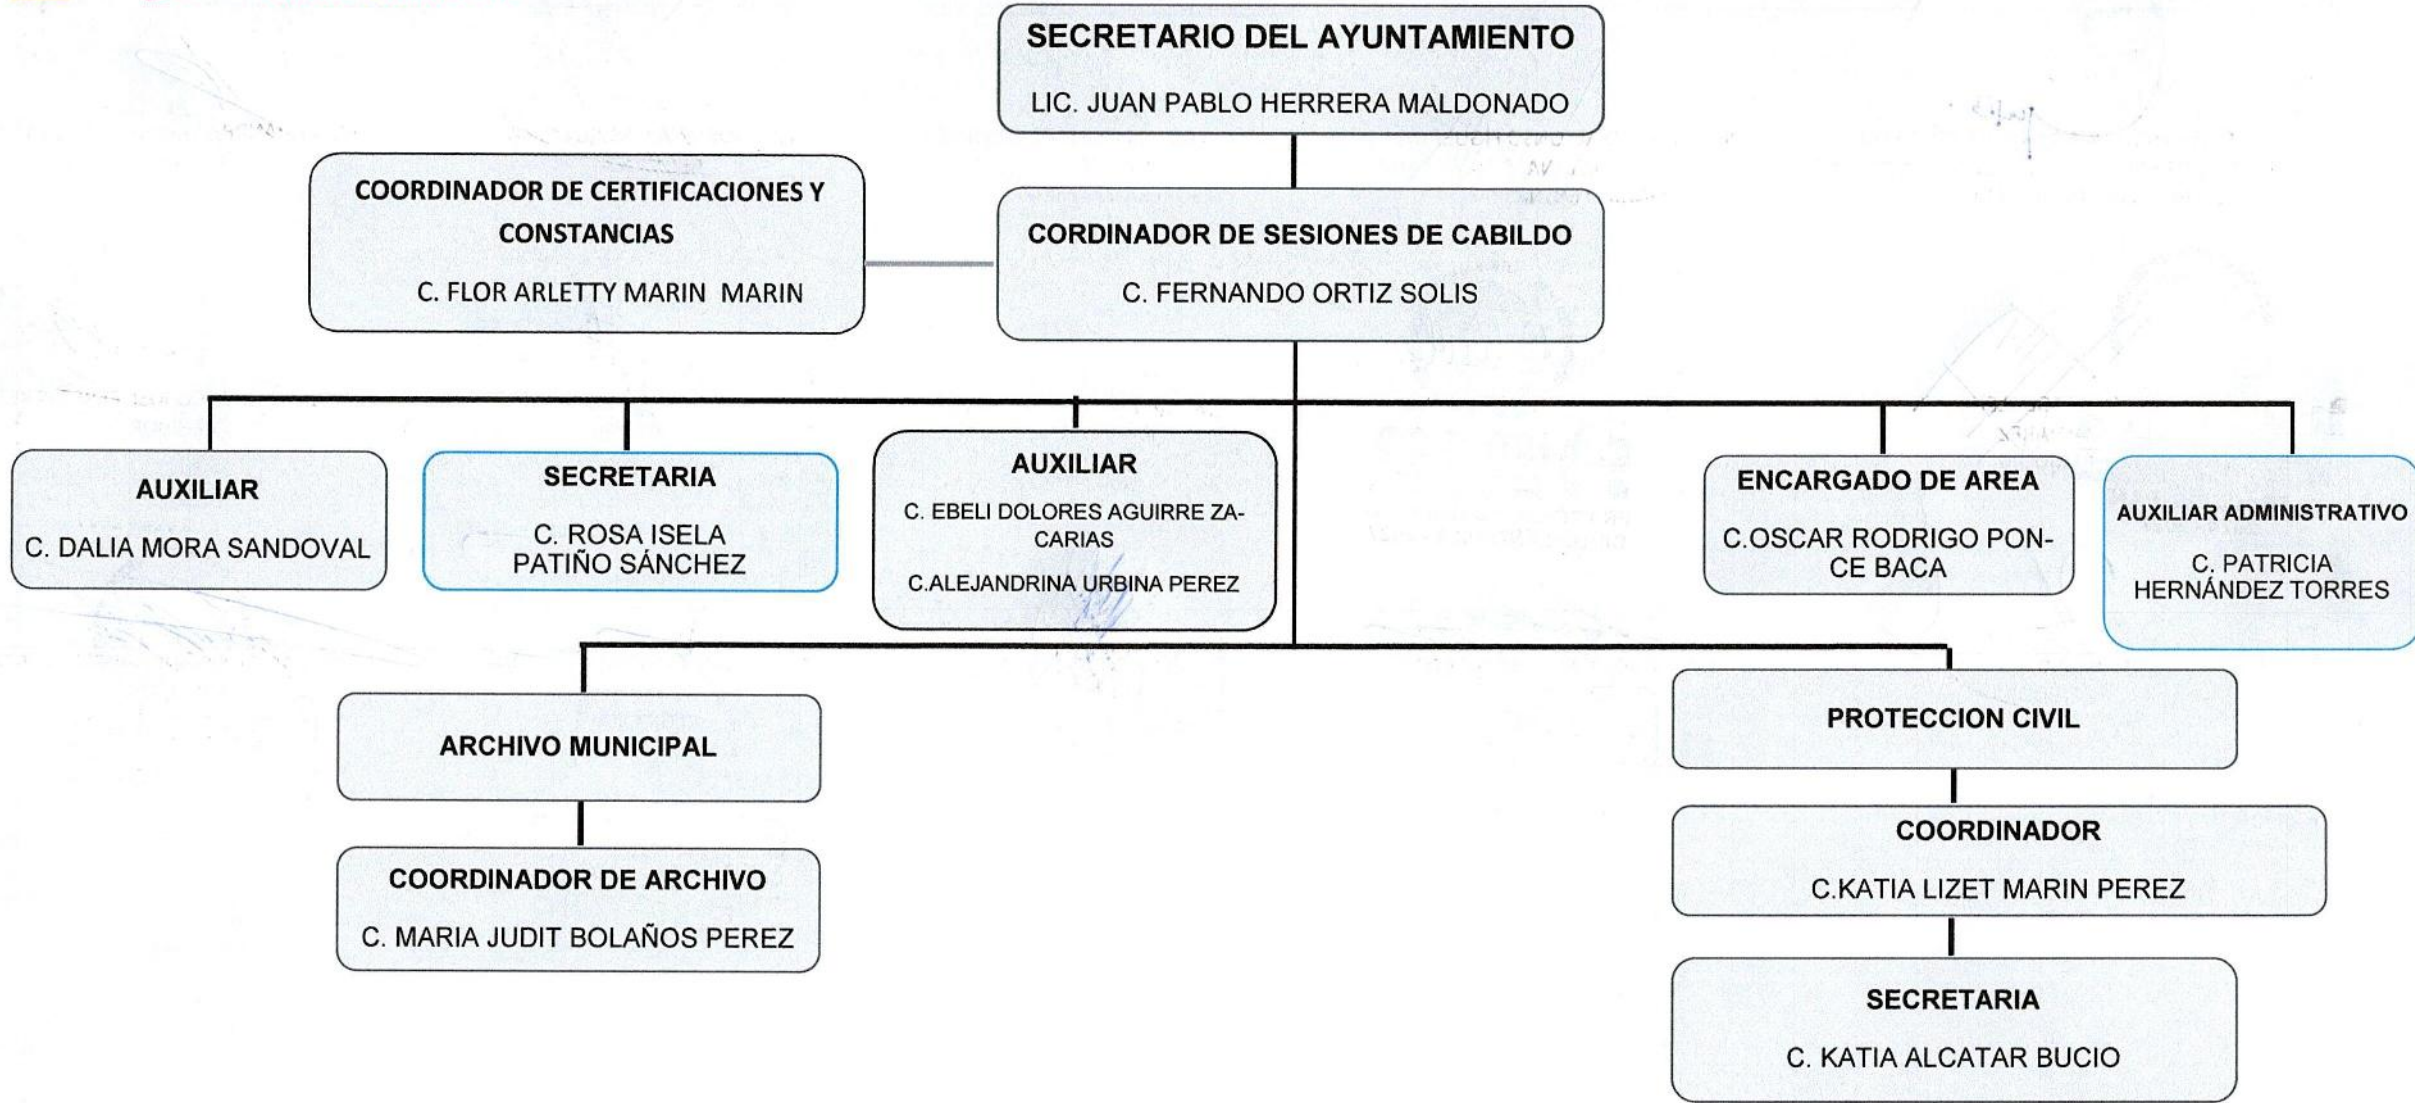 SECRETARIO DEL AYUNTAMIENTO
LIC. JUAN PABLO HERRERA MALDONADO
COORDINADOR DE CERTIFICACIONES Y
CONSTANCIAS
C. FLOR ARLETTY MARIN  MARIN
CORDINADOR DE SESIONES DE CABILDO
C. FERNANDO ORTIZ SOLIS
AUXILIAR
C. DALIA MORA SANDOVAL
SECRETARIA
C. ROSA ISELA
PATIÑO SÁNCHEZ
AUXILIAR
C. EBELI DOLORES AGUIRRE ZA-
CARIAS
C.ALEJANDRINA URBINA PEREZ
ENCARGADO DE AREA
C.OSCAR RODRIGO PON-
CE BACA
AUXILIAR ADMINISTRATIVO
C. PATRICIA
HERNÁNDEZ TORRES
ARCHIVO MUNICIPAL
COORDINADOR DE ARCHIVO
C. MARIA JUDIT BOLAÑOS PEREZ
PROTECCION CIVIL
COORDINADOR
C.KATIA LIZET MARIN PEREZ
SECRETARIA
C. KATIA ALCATAR BUCIO